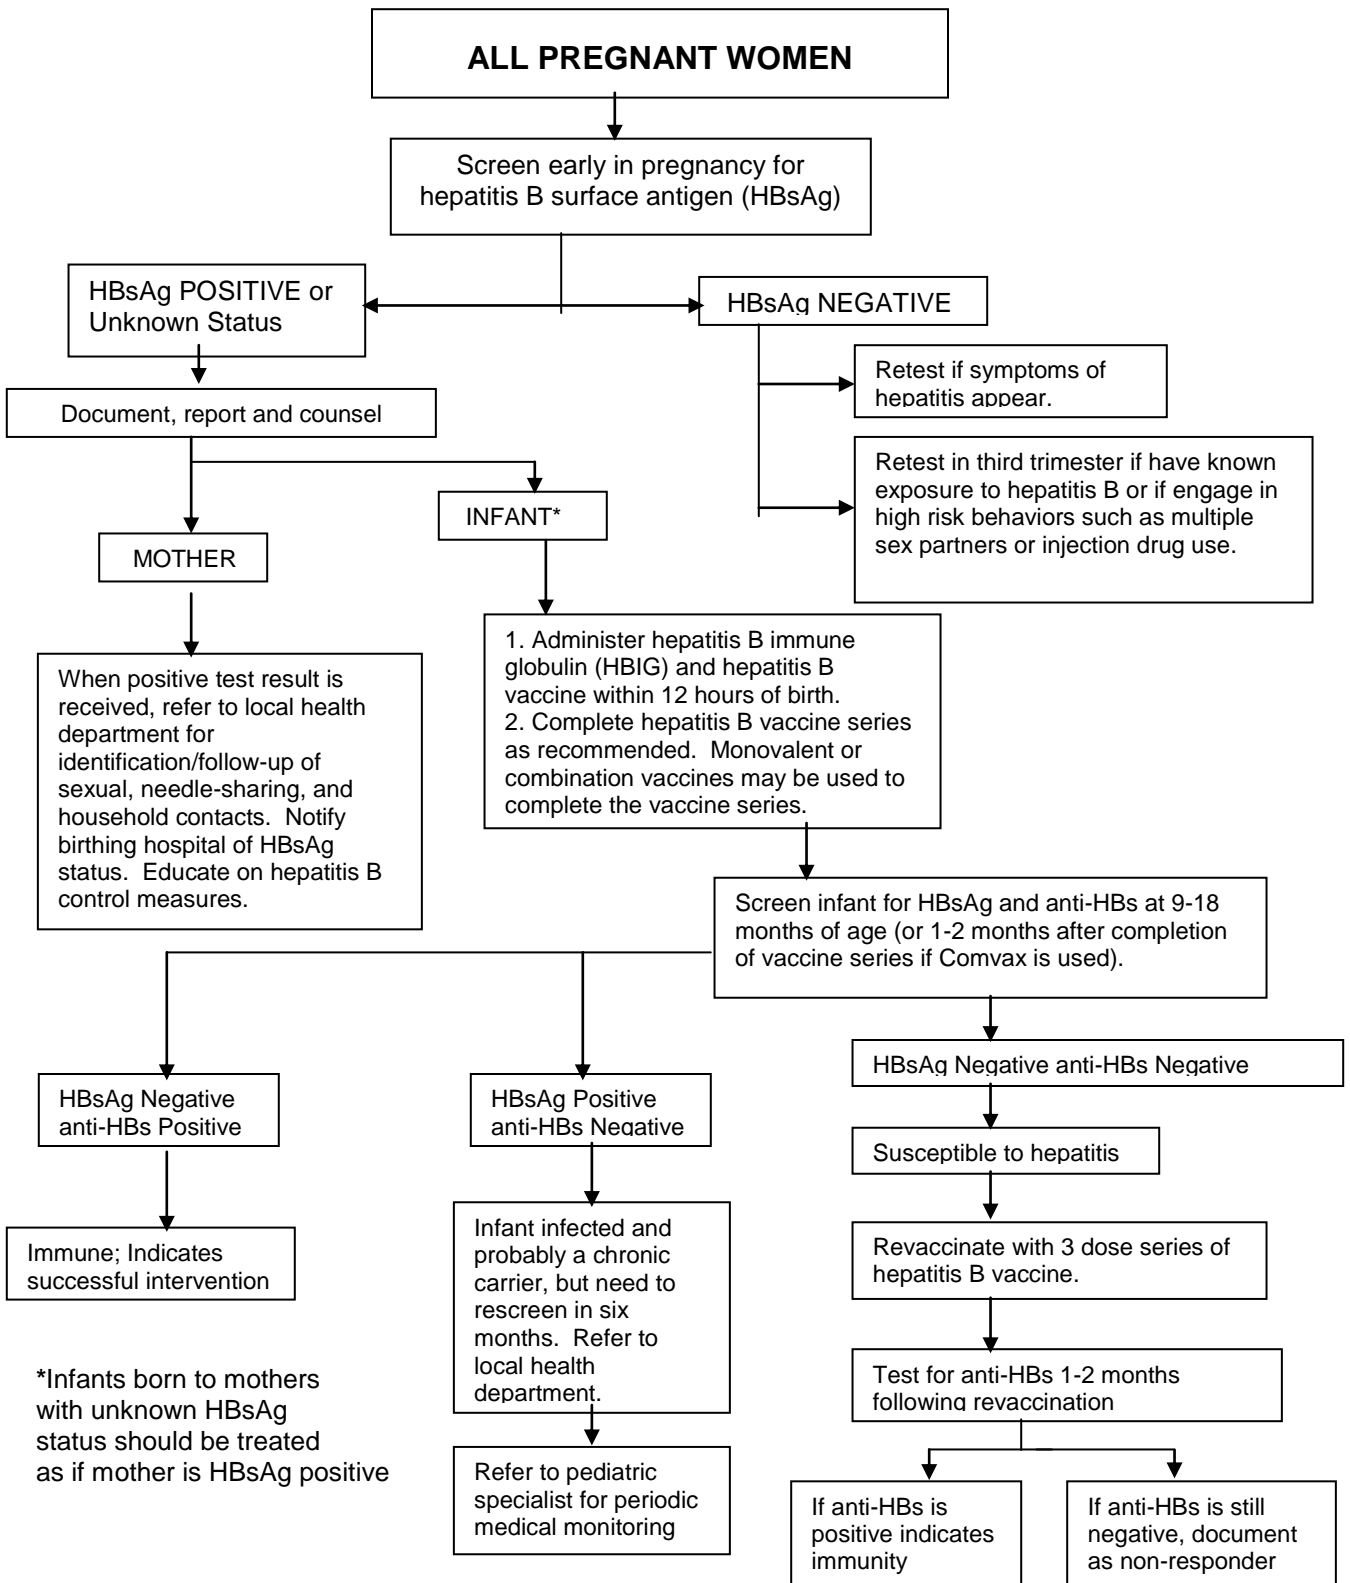 ALL PREGNANT WOMEN
Screen early in pregnancy for
hepatitis B surface antigen (HBsAg)
HBsAg POSITIVE or
Unknown Status
HBsAg NEGATIVE
Retest if symptoms of
hepatitis appear.
Document, report and counsel
Retest in third trimester if have known
exposure to hepatitis B or if engage in
high risk behaviors such as multiple
sex partners or injection drug use.
INFANT*
MOTHER
1. Administer hepatitis B immune
globulin (HBIG) and hepatitis B
vaccine within 12 hours of birth.
2. Complete hepatitis B vaccine series
as recommended.  Monovalent or
combination vaccines may be used to
complete the vaccine series.
When positive test result is
received, refer to local health
department for
identification/follow-up of
sexual, needle-sharing, and
household contacts.  Notify
birthing hospital of HBsAg
status.  Educate on hepatitis B
control measures.
Screen infant for HBsAg and anti-HBs at 9-18
months of age (or 1-2 months after completion
of vaccine series if Comvax is used).
HBsAg Negative
anti-HBs Positive
HBsAg Positive
anti-HBs Negative
HBsAg Negative anti-HBs Negative
Susceptible to hepatitis
Immune; Indicates
successful intervention
Infant infected and
probably a chronic
carrier, but need to
rescreen in six
months.  Refer to
local health
department.
Revaccinate with 3 dose series of
hepatitis B vaccine.
Test for anti-HBs 1-2 months
following revaccination
*Infants born to mothers
with unknown HBsAg
status should be treated
as if mother is HBsAg positive
Refer to pediatric
specialist for periodic
medical monitoring
If anti-HBs is
positive indicates
immunity
If anti-HBs is still
negative, document
as non-responder